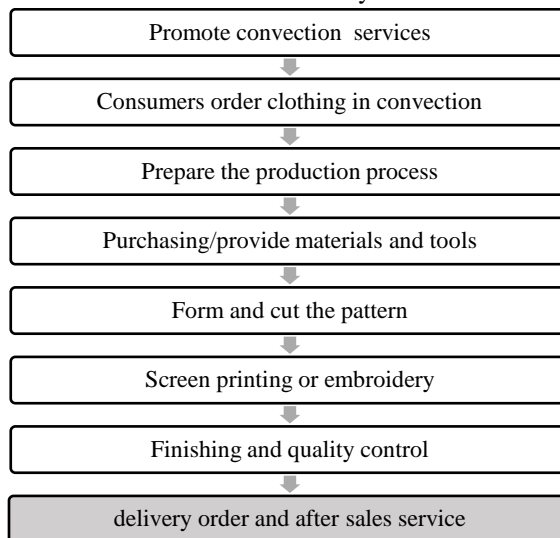 Promote convection services
Consumers order clothing in convection
Prepare the production process
Purchasing/provide materials and tools
Form and cut the pattern
Screen printing or embroidery
Finishing and quality control
delivery order and after sales service